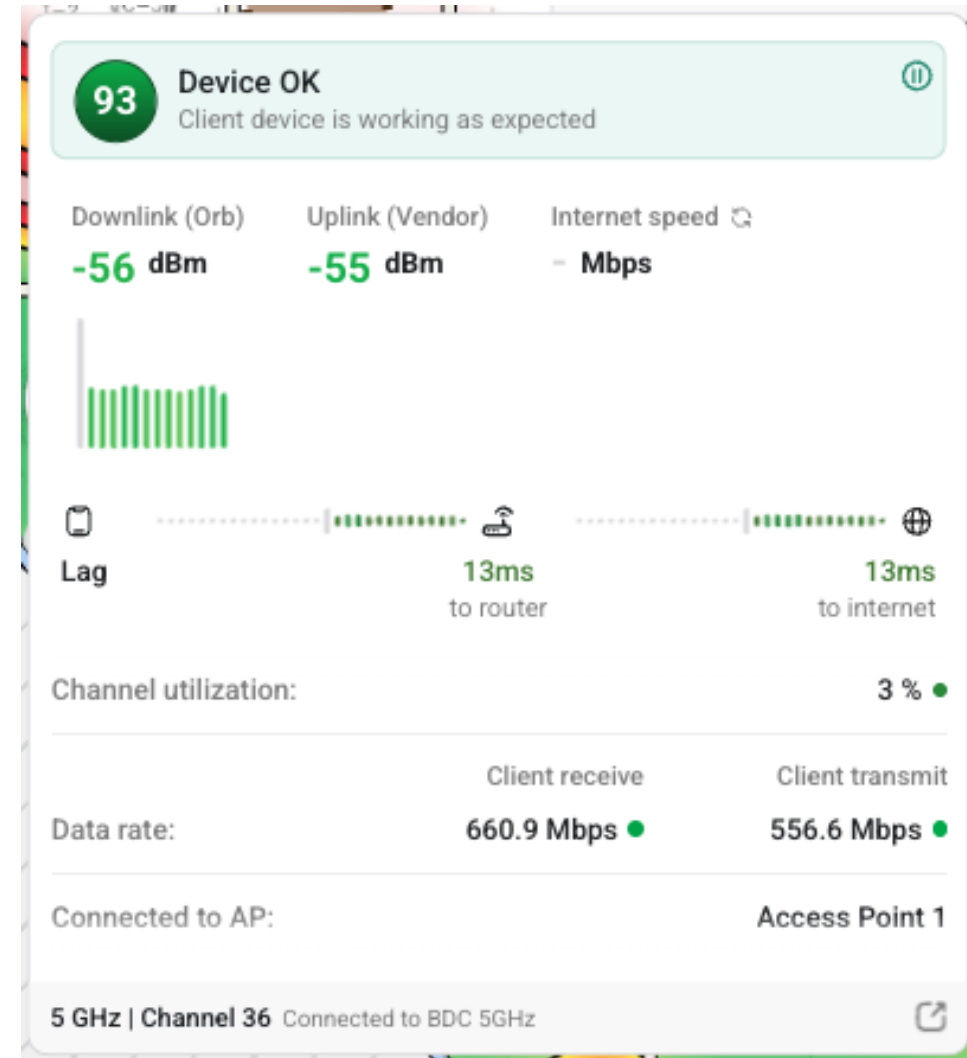 93
Device OK
Client device is working as expected
Downlink (Orb) Uplink (Vendor) Internet speed
-56 dBm -55 dBm - Mbps
Lag 13ms 13ms
to router to internet
Channel utilization: 3 %
Client receive Client transmit
Data rate: 660.9 Mbps 556.6 Mbps
Connected to AP: Access Point 1
5 GHz | Channel 36 Connected to BDC 5GHz